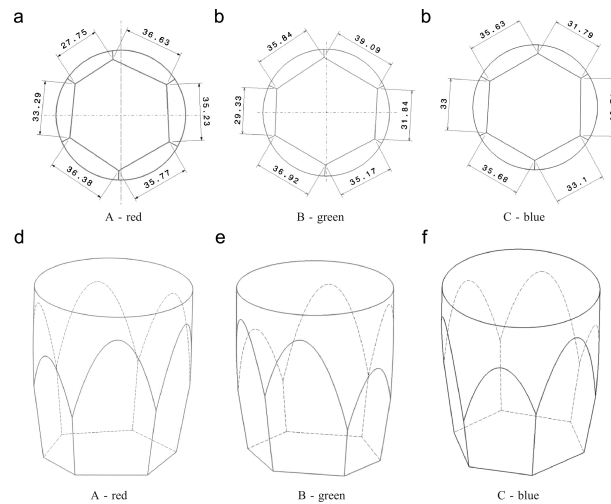 a
b
b
27.75
36.63
35.84
39.09
35.63
31.79
33.29
35.23
29.33
31.84
33
36.38
35.77
36.92
35.17
35.68
33.1
A - red
B - green
C - blue
d
e
f
A - red
B - green
C - blue